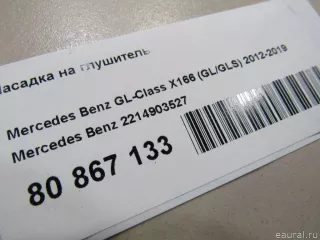 Насадка на глушитель
Mercedes Benz GL-Class X166 (GL/GLS) 2012-2019
Mercedes Benz 2214903527
80 867 133
eaural.ru